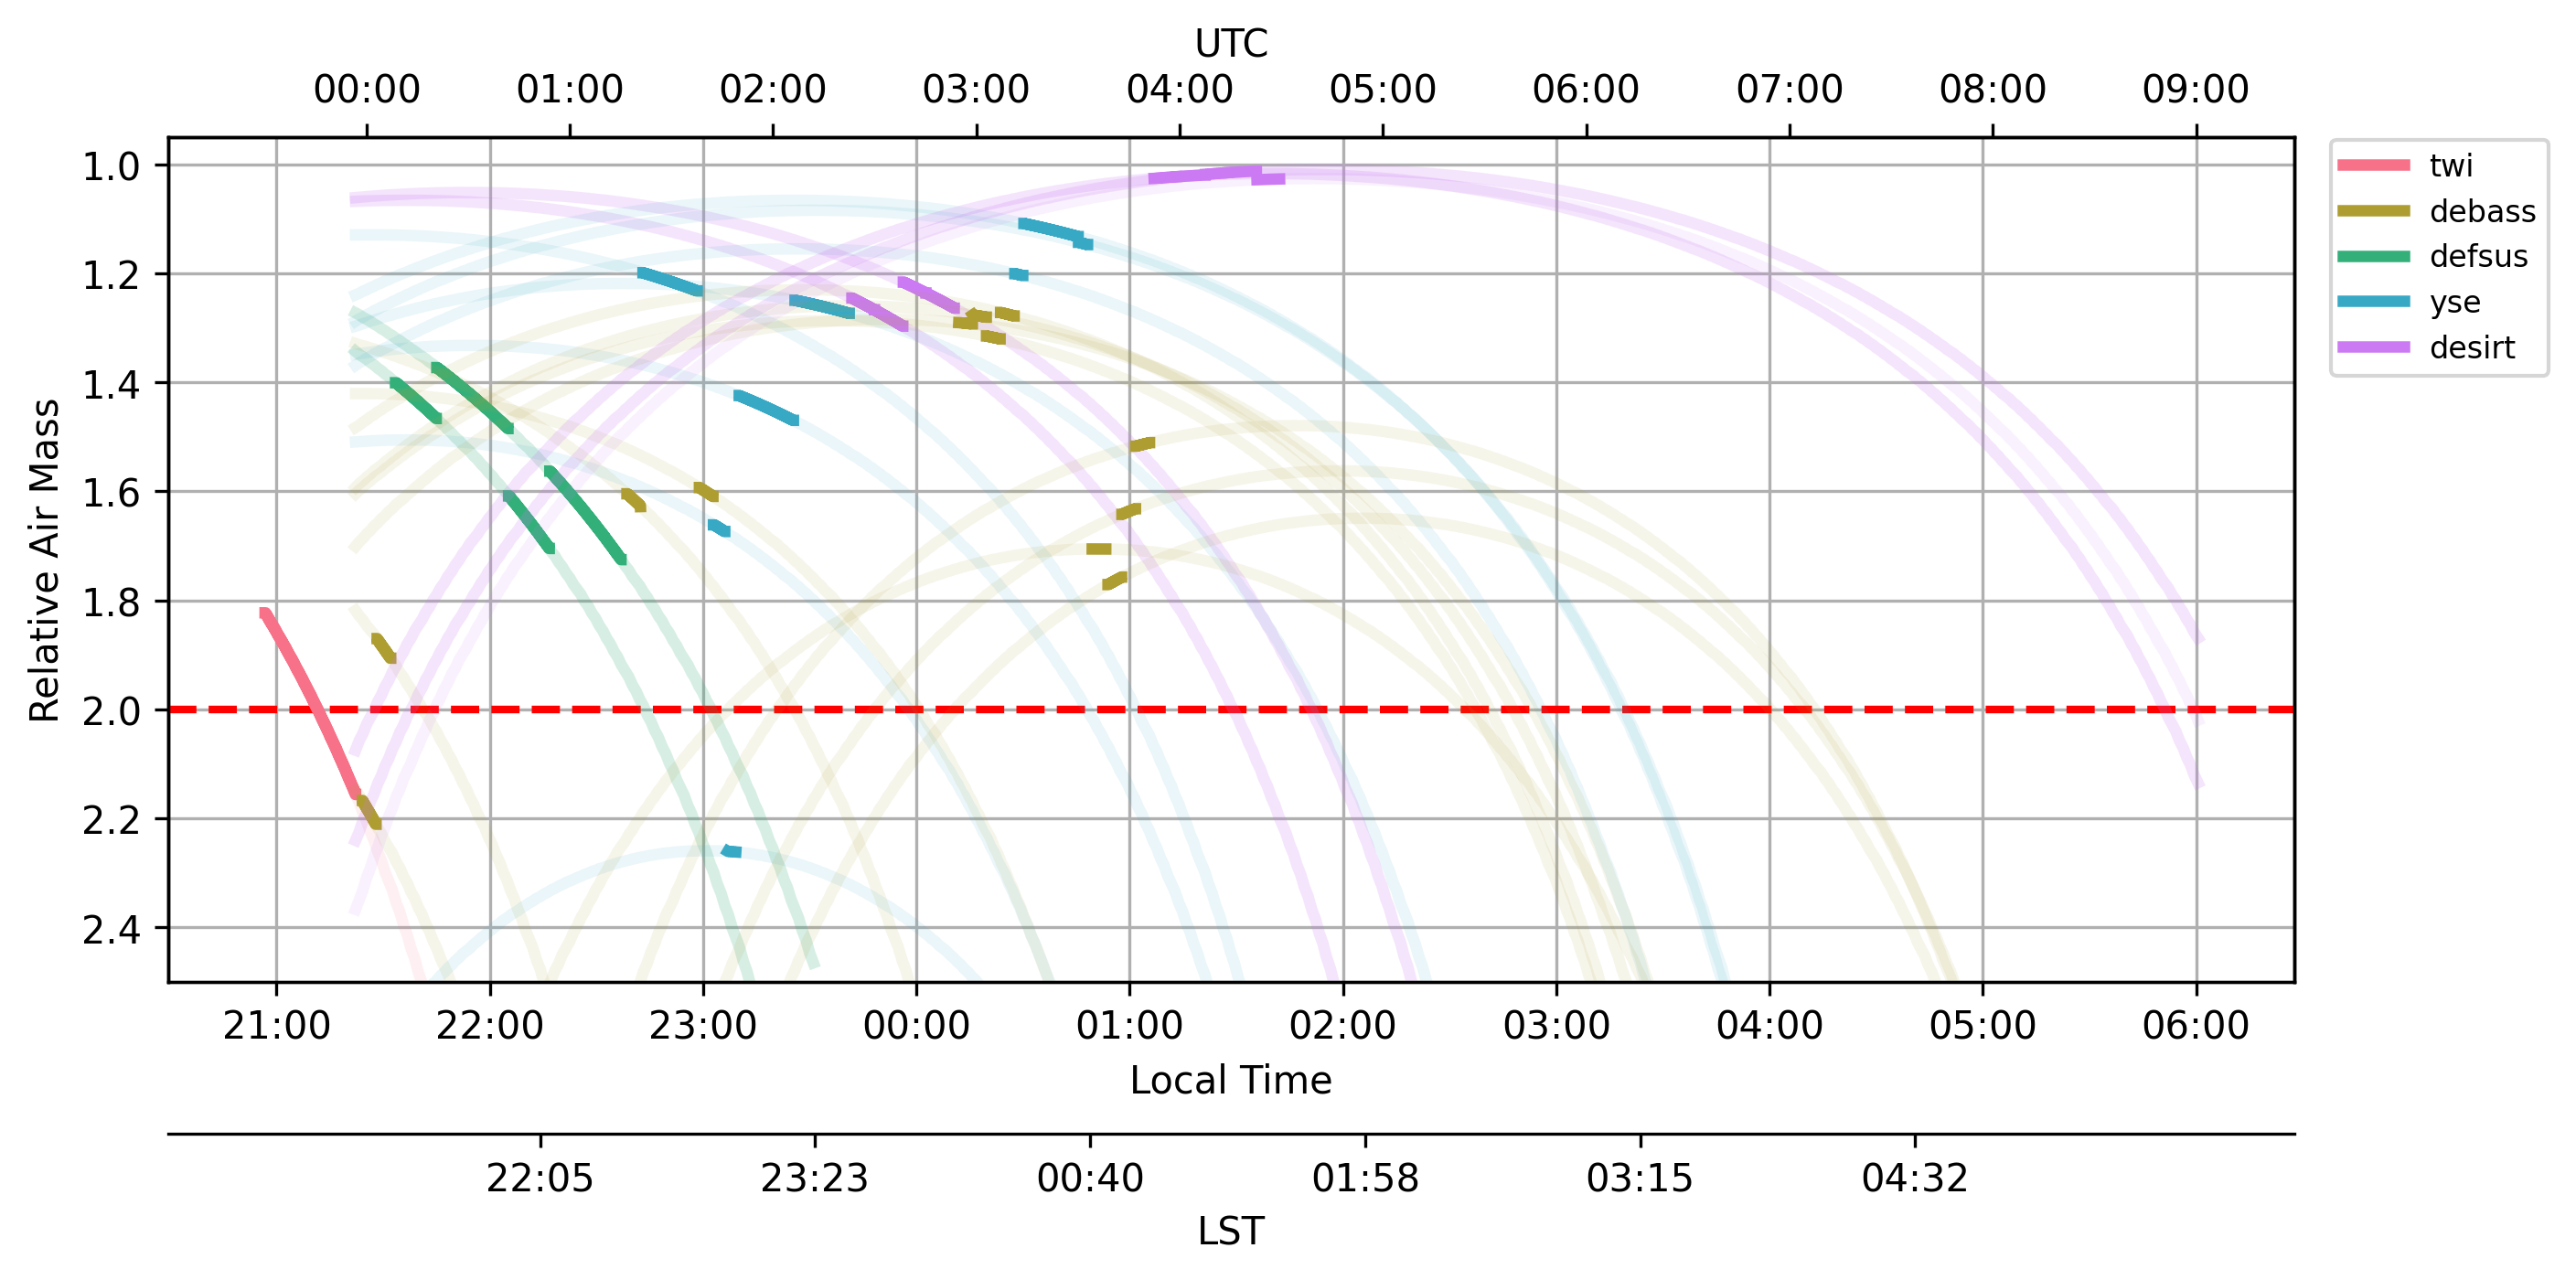 UTC
00:00 01:00 02:00 03:00 04:00 05:00 06:00 07:00 08:00 09:00
1.0
1.2
1.4
1.6
1.8
2.0
2.2
2.4
Relative Air Mass
twi
debass
defsus
yse
desirt
21:00 22:00 23:00 00:00 01:00 02:00 03:00 04:00 05:00 06:00
Local Time
22:05 23:23 00:40 01:58 03:15 04:32
LST